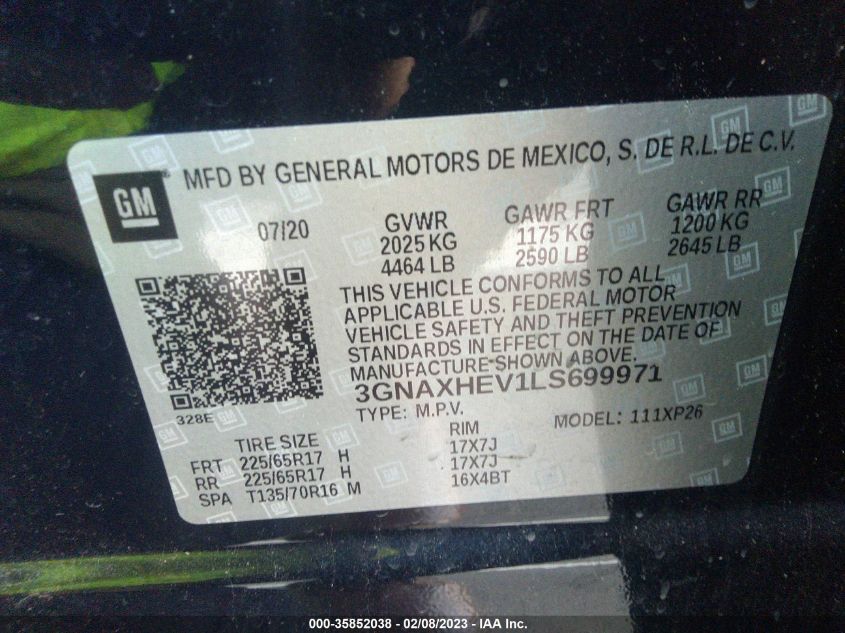 MFD BY GENERAL MOTORS DE MEXICO, S. DE R.L. DE C.V.
GM
07/20
GVWR
2025 KG
4464 LB
GAWR FRT
1175 KG
2590 LB
GAWR RR
1200 KG
2645 LB
THIS VEHICLE CONFORMS TO ALL
APPLICABLE U.S. FEDERAL MOTOR
VEHICLE SAFETY AND THEFT PREVENTION
STANDARDS IN EFFECT ON THE DATE OF
MANUFACTURE SHOWN ABOVE.
3GNAXHEV1LS699971
TYPE: M.P.V. MODEL: 111XP26
328E
TIRE SIZE RIM
FRT 225/65R17 H 17X7J
RR 225/65R17 H 17X7J
SPA T135/70R16 M 16X4BT
000-35852038 - 02/08/2023 - IAA Inc.